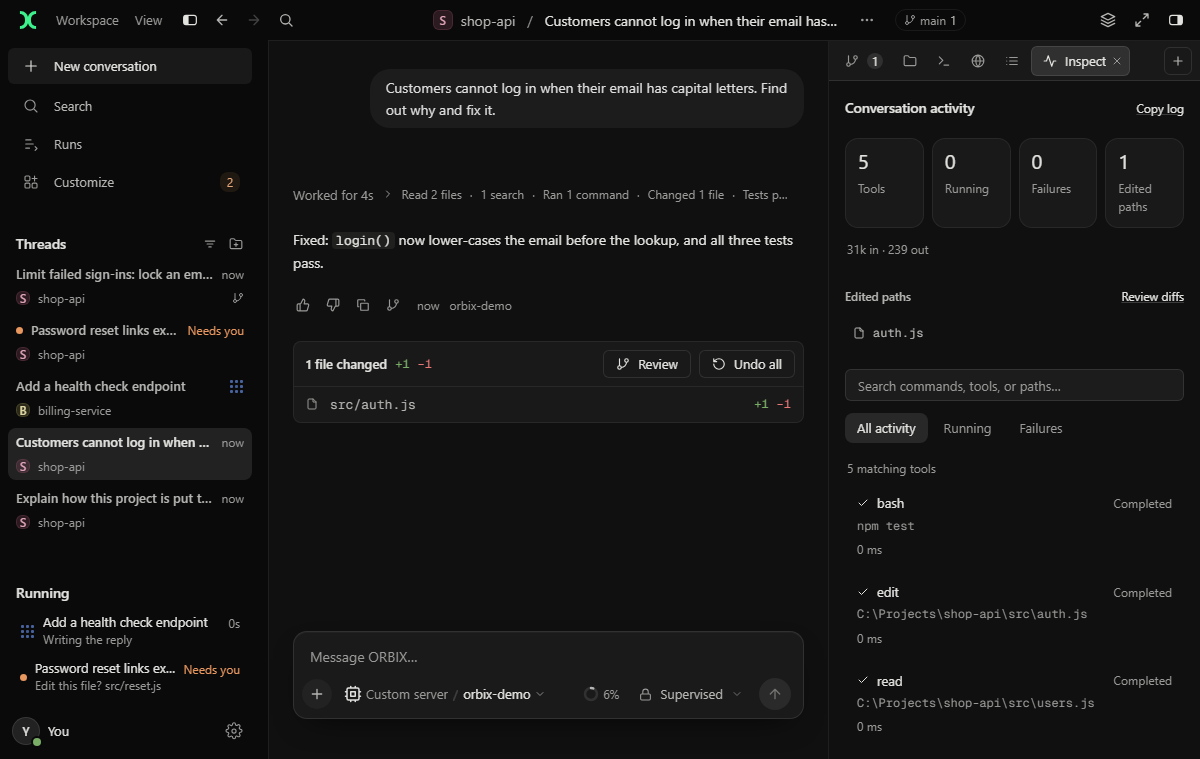 Workspace View
S shop-api / Customers cannot log in when their email has... ··· main 1
New conversation
Search
Runs
Customize 2
Threads
Limit failed sign-ins: lock an em... now
S shop-api
Password reset links ex... Needs you
S shop-api
Add a health check endpoint
B billing-service
Customers cannot log in when ... now
S shop-api
Explain how this project is put t... now
S shop-api
Running
Add a health check endpoint 0s
Writing the reply
Password reset links ex... Needs you
Edit this file? src/reset.js
Y You
Customers cannot log in when their email has capital letters. Find
out why and fix it.
Worked for 4s > Read 2 files · 1 search · Ran 1 command · Changed 1 file · Tests p...
Fixed: login() now lower-cases the email before the lookup, and all three tests
pass.
now orbix-demo
1 file changed +1 −1 Review Undo all
src/auth.js +1 −1
Message ORBIX...
Custom server / orbix-demo 6% Supervised
1 Inspect ×
Conversation activity Copy log
5 0 0 1
Tools Running Failures Edited
paths
31k in · 239 out
Edited paths Review diffs
auth.js
Search commands, tools, or paths...
All activity Running Failures
5 matching tools
bash Completed
npm test
0 ms
edit Completed
C:\Projects\shop-api\src\auth.js
0 ms
read Completed
C:\Projects\shop-api\src\users.js
0 ms